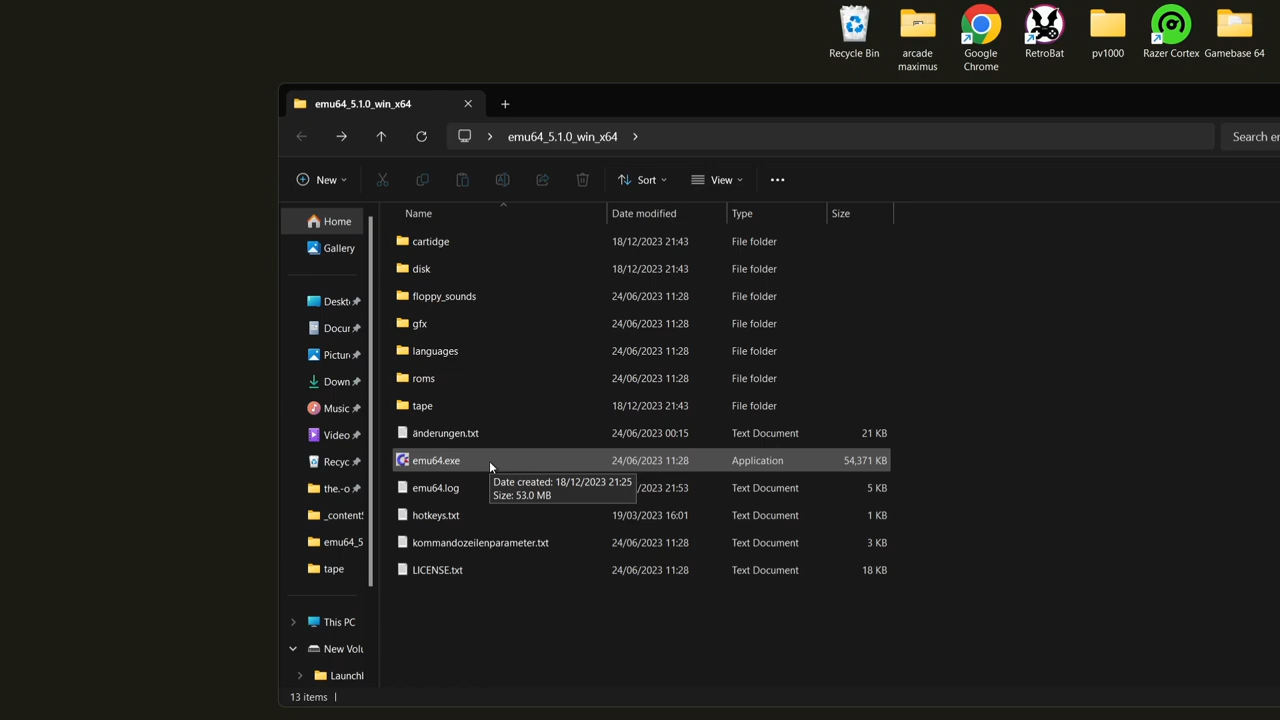 Recycle Bin
arcade
maximus
Google
Chrome
RetroBat
pv1000
Razer Cortex
Gamebase 64
emu64_5.1.0_win_x64
emu64_5.1.0_win_x64
Search er
New
Sort
View
Name Date modified Type Size
Home
Gallery
Deskto
Docur
Picture
Down
Music
Video
Recyc
the.-o
_content
emu64_5
tape
This PC
New Volu
Launchl
cartidge 18/12/2023 21:43 File folder
disk 18/12/2023 21:43 File folder
floppy_sounds 24/06/2023 11:28 File folder
gfx 24/06/2023 11:28 File folder
languages 24/06/2023 11:28 File folder
roms 24/06/2023 11:28 File folder
tape 18/12/2023 21:43 File folder
änderungen.txt 24/06/2023 00:15 Text Document 21 KB
emu64.exe 24/06/2023 11:28 Application 54,371 KB
emu64.log /2023 21:53 Text Document 5 KB
Date created: 18/12/2023 21:25
Size: 53.0 MB
hotkeys.txt 19/03/2023 16:01 Text Document 1 KB
kommandozeilenparameter.txt 24/06/2023 11:28 Text Document 3 KB
LICENSE.txt 24/06/2023 11:28 Text Document 18 KB
13 items